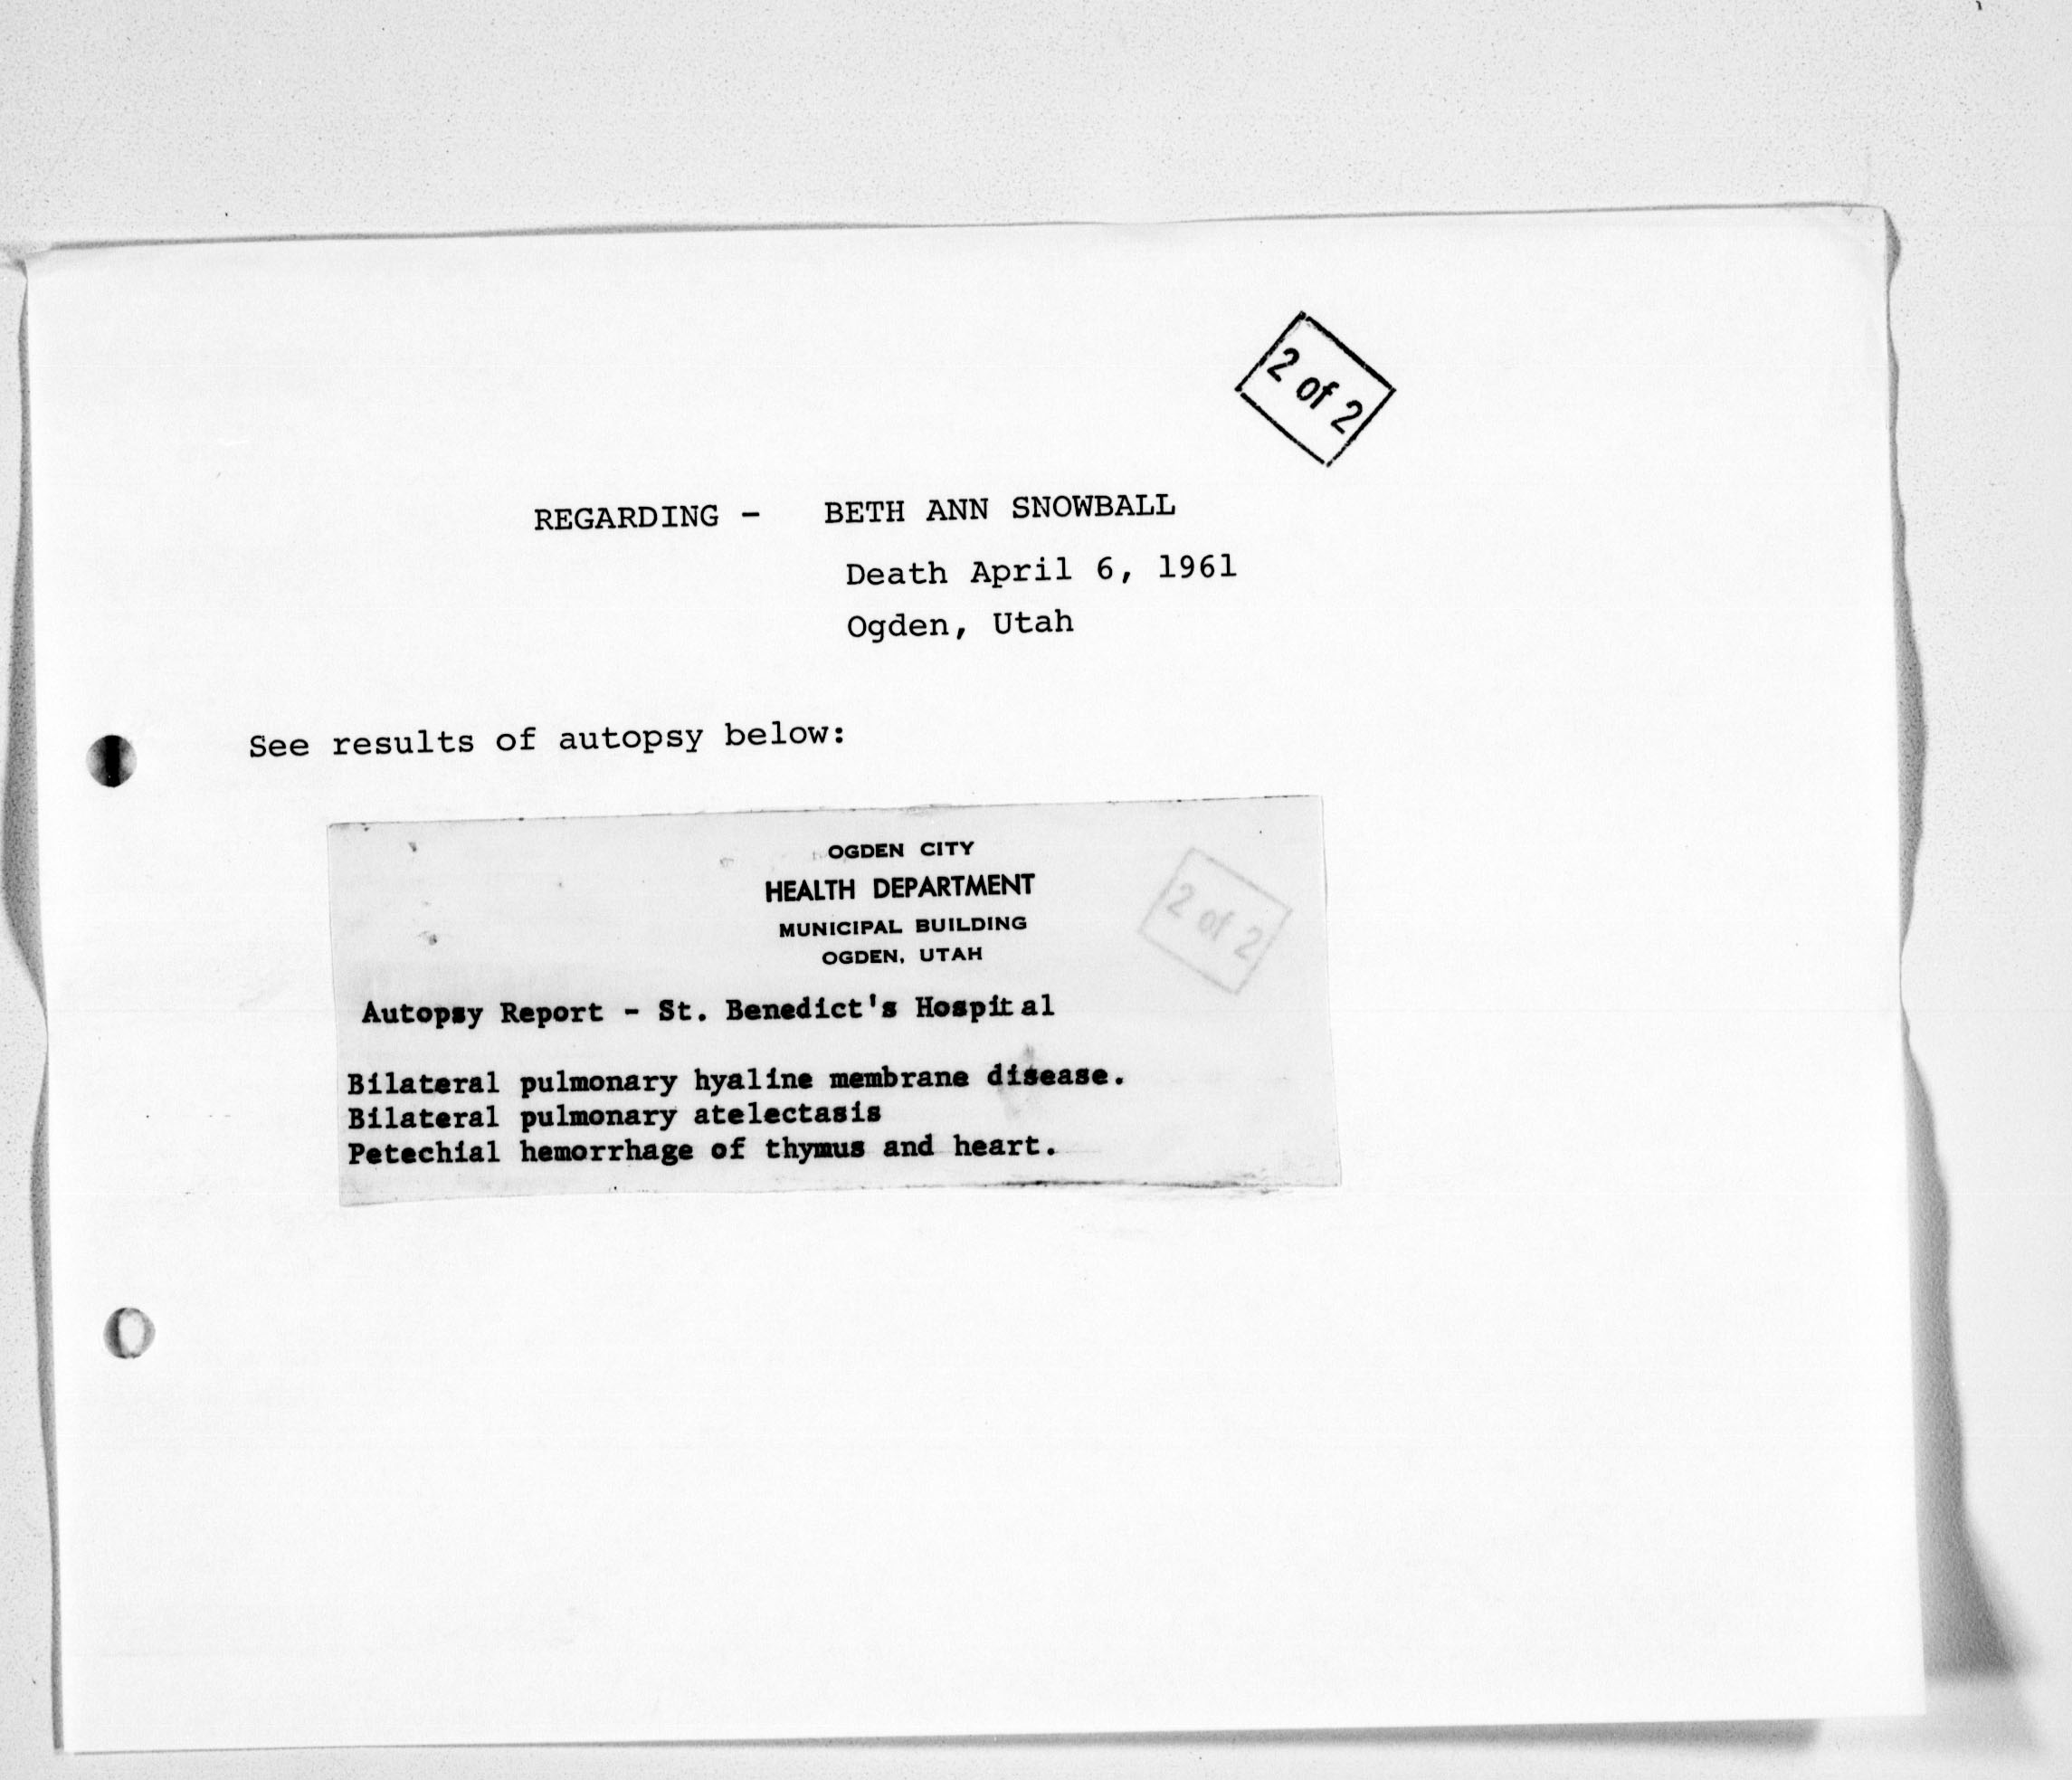 2 of 2
REGARDING - BETH ANN SNOWBALL
Death April 6, 1961
Ogden, Utah
See results of autopsy below:
OGDEN CITY
HEALTH DEPARTMENT
MUNICIPAL BUILDING
OGDEN, UTAH
2 of 2
Autopsy Report - St. Benedict's Hospital
Bilateral pulmonary hyaline membrane disease.
Bilateral pulmonary atelectasis
Petechial hemorrhage of thymus and heart.